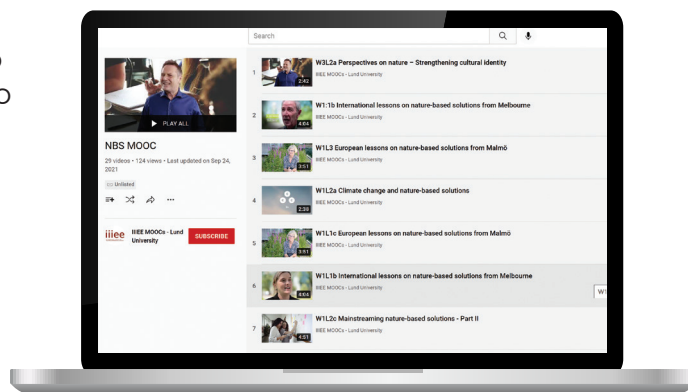 o
Search
PLAY ALL
NBS MOOC
29 videos • 124 views • Last updated on Sep 24,
2021
Unlisted
iiiee
IIIEE MOOCs - Lund
University
SUBSCRIBE
1
2:42
W3L2a Perspectives on nature – Strengthening cultural identity
IIIEE MOOCs - Lund University
2
4:04
W1:1b International lessons on nature-based solutions from Melbourne
IIIEE MOOCs - Lund University
3
3:51
W1L3 European lessons on nature-based solutions from Malmö
IIIEE MOOCs - Lund University
4
2:38
W1L2a Climate change and nature-based solutions
IIIEE MOOCs - Lund University
5
3:51
W1L1c European lessons on nature-based solutions from Malmö
IIIEE MOOCs - Lund University
6
4:04
W1L1b International lessons on nature-based solutions from Melbourne
IIIEE MOOCs - Lund University
W1
7
4:51
W1L2c Mainstreaming nature-based solutions - Part II
IIIEE MOOCs - Lund University